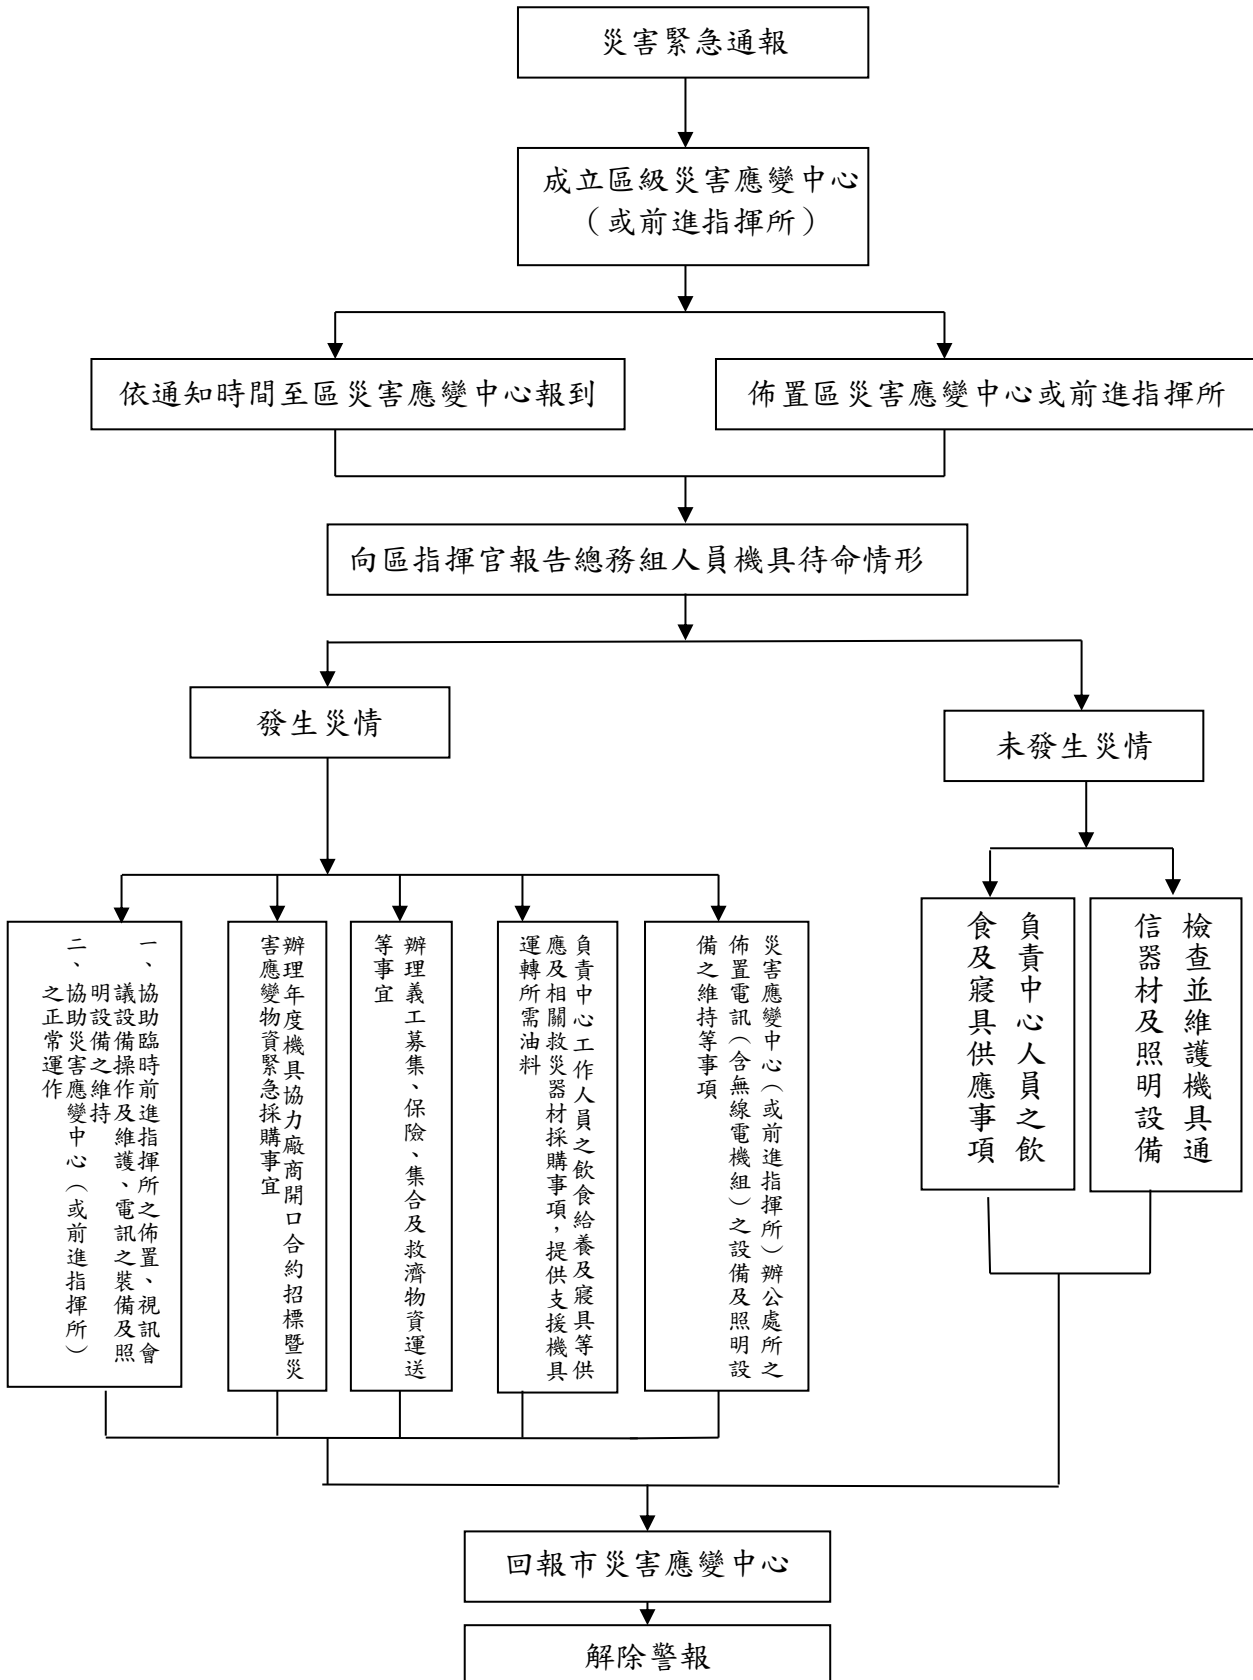 災害緊急通報
成立區級災害應變中心
（或前進指揮所）
依通知時間至區災害應變中心報到
佈置區災害應變中心或前進指揮所
向區指揮官報告總務組人員機具待命情形
發生災情
未發生災情
一、協助臨時前進指揮所之佈置、視訊會
議設備操作及維護、電訊之裝備及照
明設備之維持
二、協助災害應變中心（或前進指揮所）
之正常運作
辦理年度機具協力廠商開口合約招標暨災
害應變物資緊急採購事宜
辦理義工募集、保險、集合及救濟物資運送
等事宜
負責中心工作人員之飲食給養及寢具等供
應及相關救災器材採購事項，提供支援機具
運轉所需油料
災害應變中心（或前進指揮所）辦公處所之
佈置電訊（含無線電機組）之設備及照明設
備之維持等事項
負責中心人員之飲
食及寢具供應事項
檢查並維護機具通
信器材及照明設備
回報市災害應變中心
解除警報